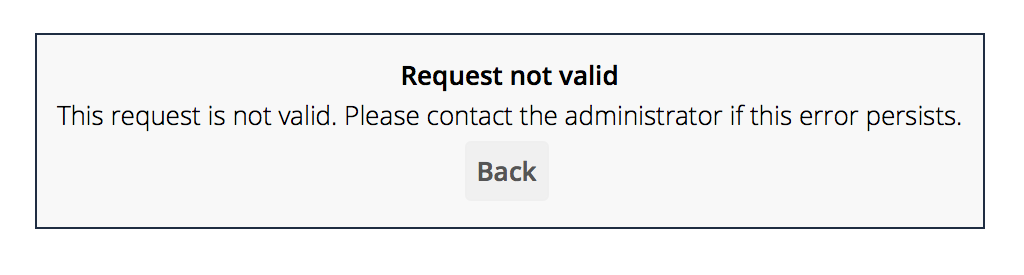 Request not valid
This request is not valid. Please contact the administrator if this error persists.
Back